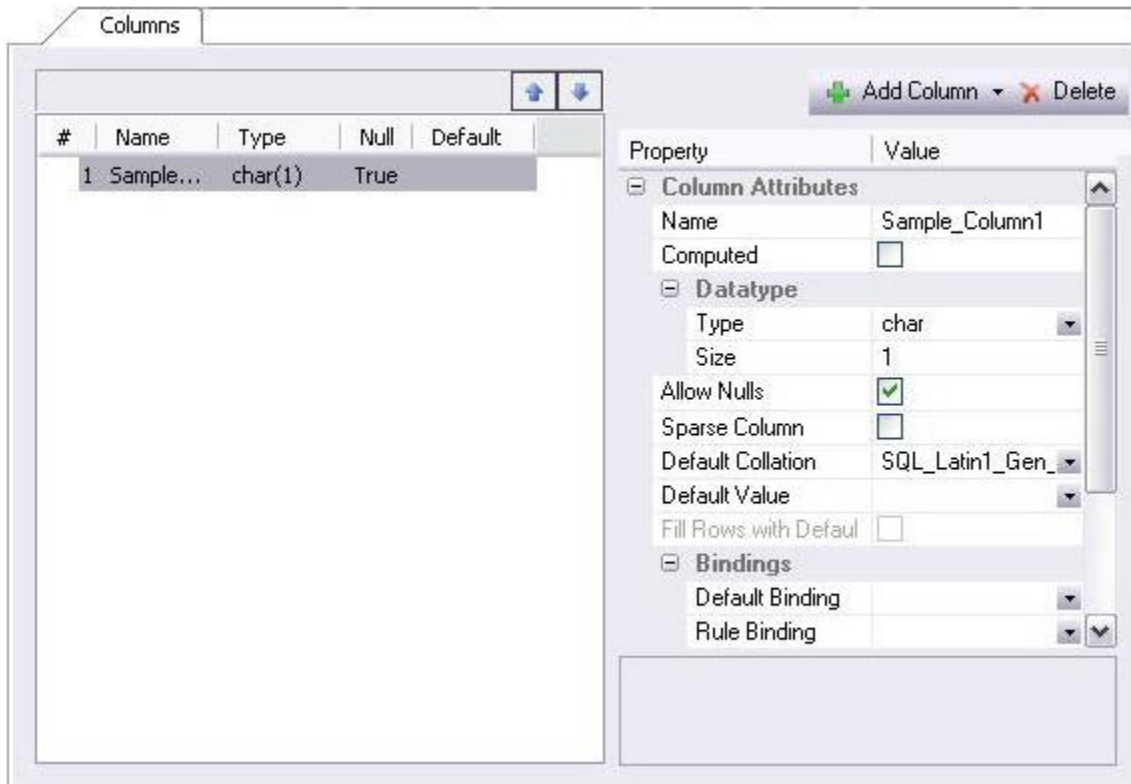 Columns
Add Column Delete
# Name Type Null Default
1 Sample... char(1) True
Property Value
Column Attributes
Name Sample_Column1
Computed
Datatype
Type char
Size 1
Allow Nulls
Sparse Column
Default Collation SQL_Latin1_Gen_
Default Value
Fill Rows with Defaul
Bindings
Default Binding
Rule Binding